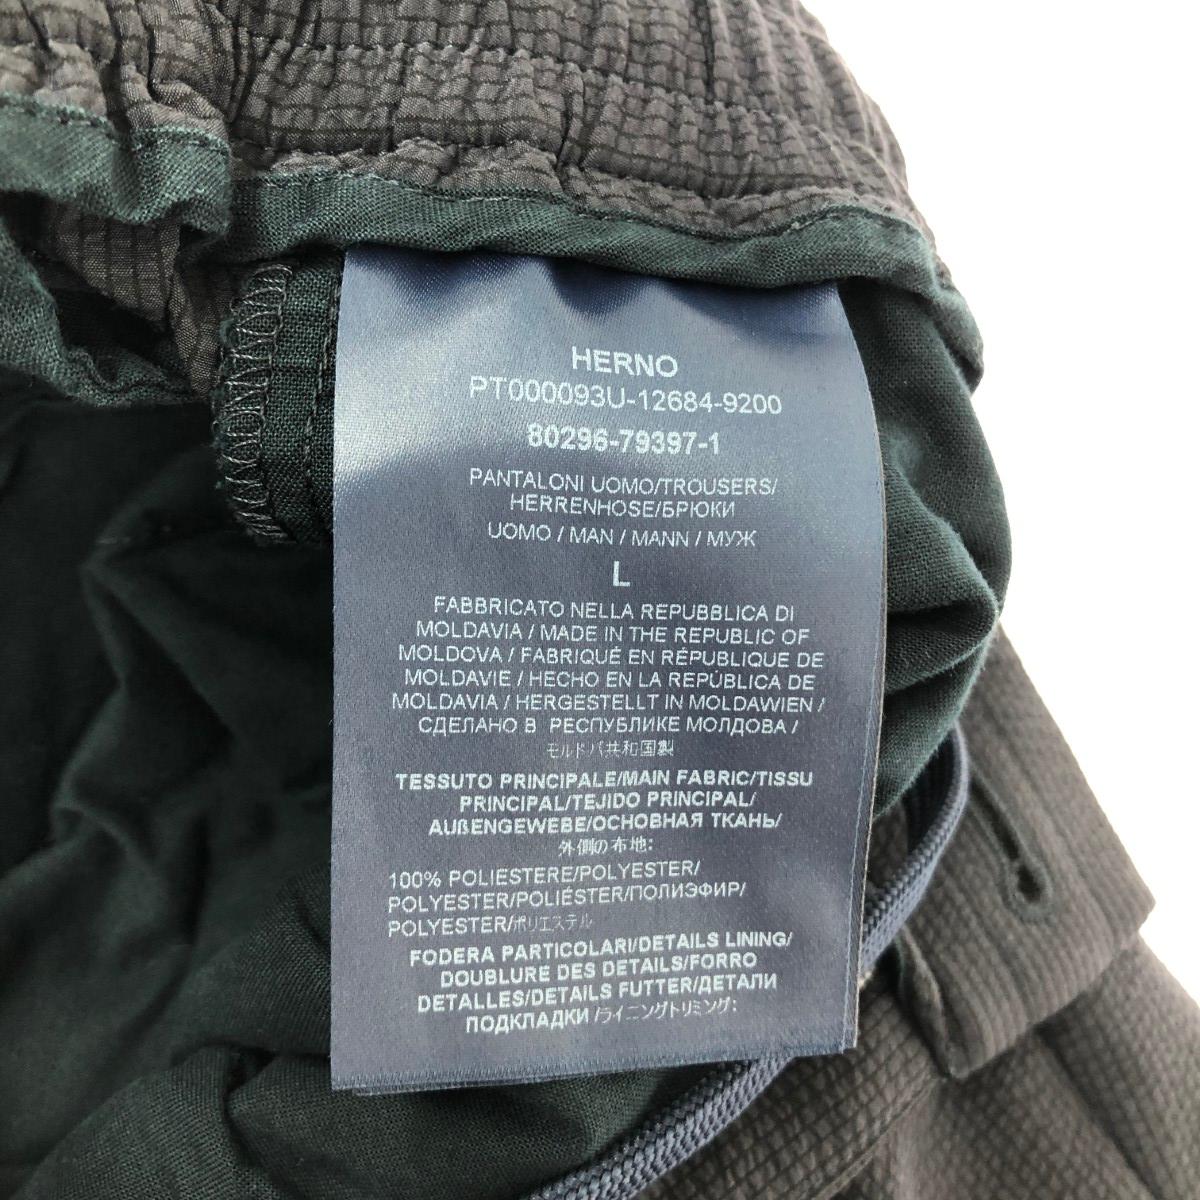 HERNO
PT000093U-12684-9200
80296-79397-1
PANTALONI UOMO/TROUSERS/
HERRENHOSE/БРЮКИ
UOMO / MAN / MANN / МУЖ
L
FABBRICATO NELLA REPUBBLICA DI
MOLDAVIA / MADE IN THE REPUBLIC OF
MOLDOVA / FABRIQUÉ EN RÉPUBLIQUE DE
MOLDAVIE / HECHO EN LA REPÚBLICA DE
MOLDAVIA / HERGESTELLT IN MOLDAWIEN /
СДЕЛАНО В РЕСПУБЛИКЕ МОЛДОВА /
モルドバ共和国製
TESSUTO PRINCIPALE/MAIN FABRIC/TISSU
PRINCIPAL/TEJIDO PRINCIPAL/
AUßENGEWEBE/ОСНОВНАЯ ТКАНЬ/
外側の布地:
100% POLIESTERE/POLYESTER/
POLYESTER/POLIÉSTER/ПОЛИЭФИР/
POLYESTER/ポリエステル
FODERA PARTICOLARI/DETAILS LINING/
DOUBLURE DES DETAILS/FORRO
DETALLES/DETAILS FUTTER/ДЕТАЛИ
ПОДКЛАДКИ /ライニングトリミング: